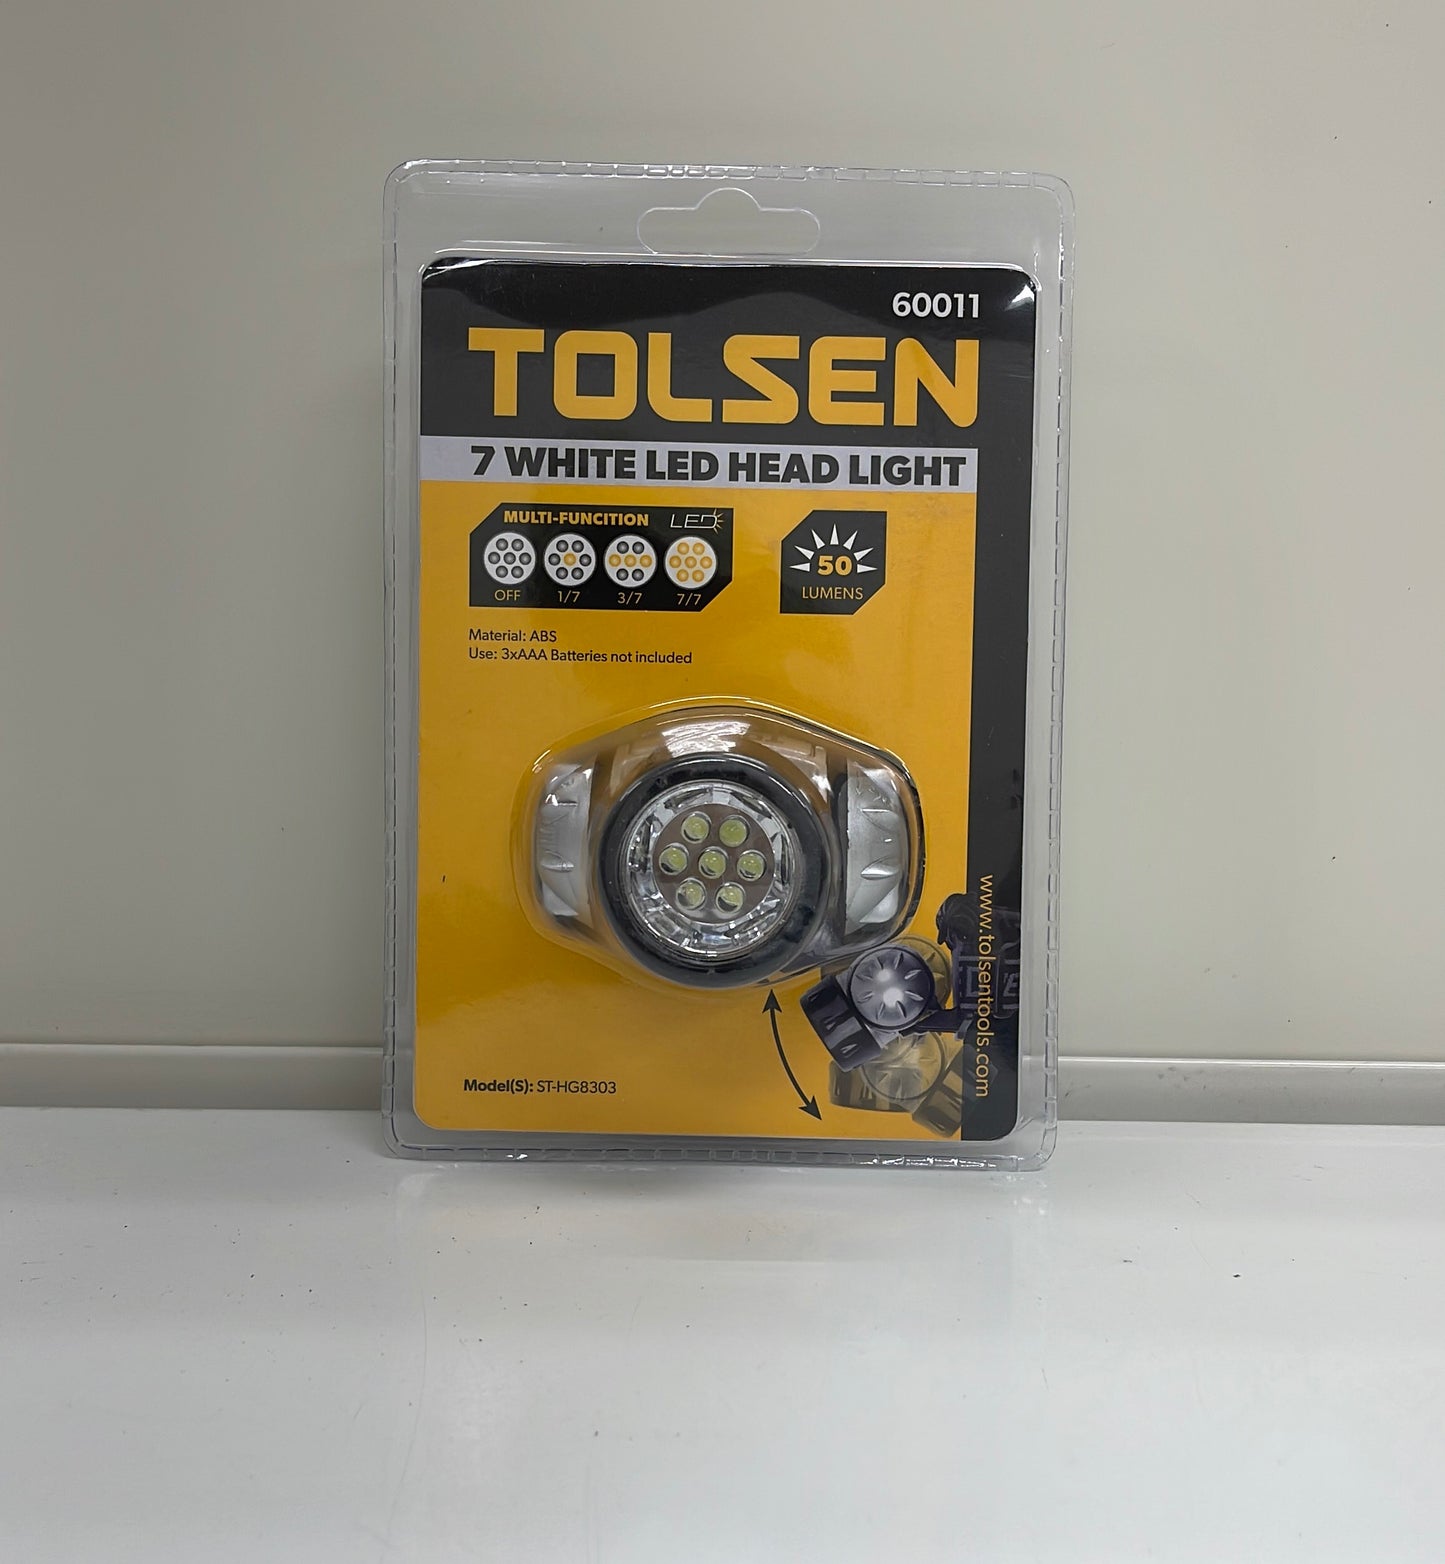 60011
TOLSEN
7 WHITE LED HEAD LIGHT
MULTI-FUNCITION LED
OFF 1/7 3/7 7/7
50
LUMENS
Material: ABS
Use: 3xAAA Batteries not included
www.tolsentools.com
Model(S): ST-HG8303